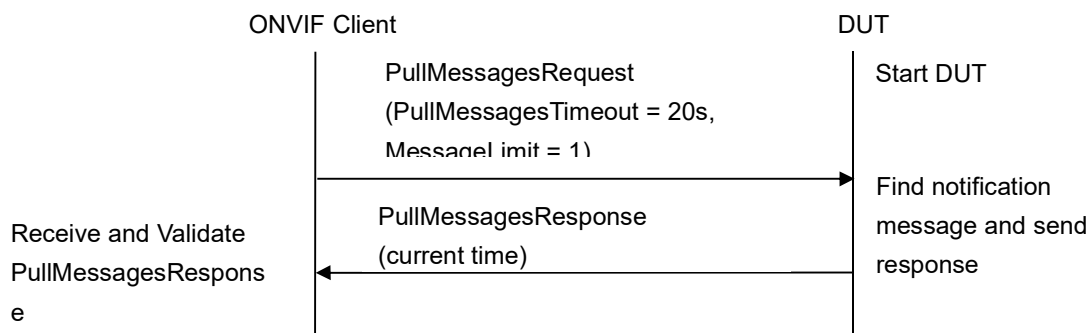 ONVIF Client
DUT
PullMessagesRequest
(PullMessagesTimeout = 20s,
MessageLimit = 1)
Start DUT
Find notification
message and send
response
PullMessagesResponse
(current time)
Receive and Validate
PullMessagesRespons
e